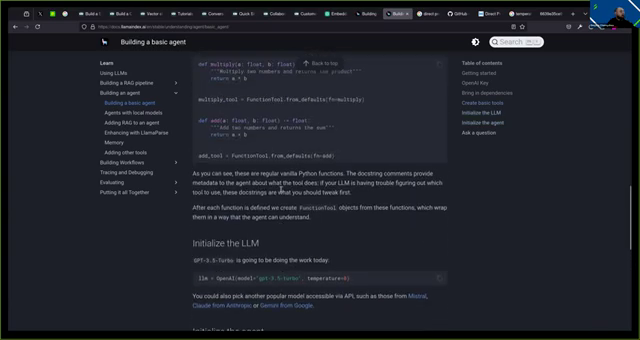 Build a
Build a
Vector
Tutorials
Convers
Quick S
Collabo
Custom
Embedd
Building
Buildi
direct p
GitHub
Direct P
https://docs.llamaindex.ai/en/stable/understanding/agent/basic_agent/
Building a basic agent
Search
Back to top
Learn
Using LLMs
Building a RAG pipeline
Building an agent
Building a basic agent
Agents with local models
Adding RAG to an agent
Enhancing with LlamaParse
Memory
Adding other tools
Building Workflows
Tracing and Debugging
Evaluating
Putting it all Together
def multiply(a: float, b: float) -> float:
"""Multiply two numbers and returns the product"""
return a * b
multiply_tool = FunctionTool.from_defaults(fn=multiply)
def add(a: float, b: float) -> float:
"""Add two numbers and returns the sum"""
return a + b
add_tool = FunctionTool.from_defaults(fn=add)
As you can see, these are regular vanilla Python functions. The docstring comments provide
metadata to the agent about what the tool does: if your LLM is having trouble figuring out which
tool to use, these docstrings are what you should tweak first.
After each function is defined we create FunctionTool objects from these functions, which wrap
them in a way that the agent can understand.
Initialize the LLM
GPT-3.5-Turbo is going to be doing the work today:
llm = OpenAI(model="gpt-3.5-turbo", temperature=0)
You could also pick another popular model accessible via API, such as those from Mistral,
Claude from Anthropic or Gemini from Google.
Initialize the agent
Table of contents
Getting started
OpenAI Key
Bring in dependencies
Create basic tools
Initialize the LLM
Initialize the agent
Ask a question